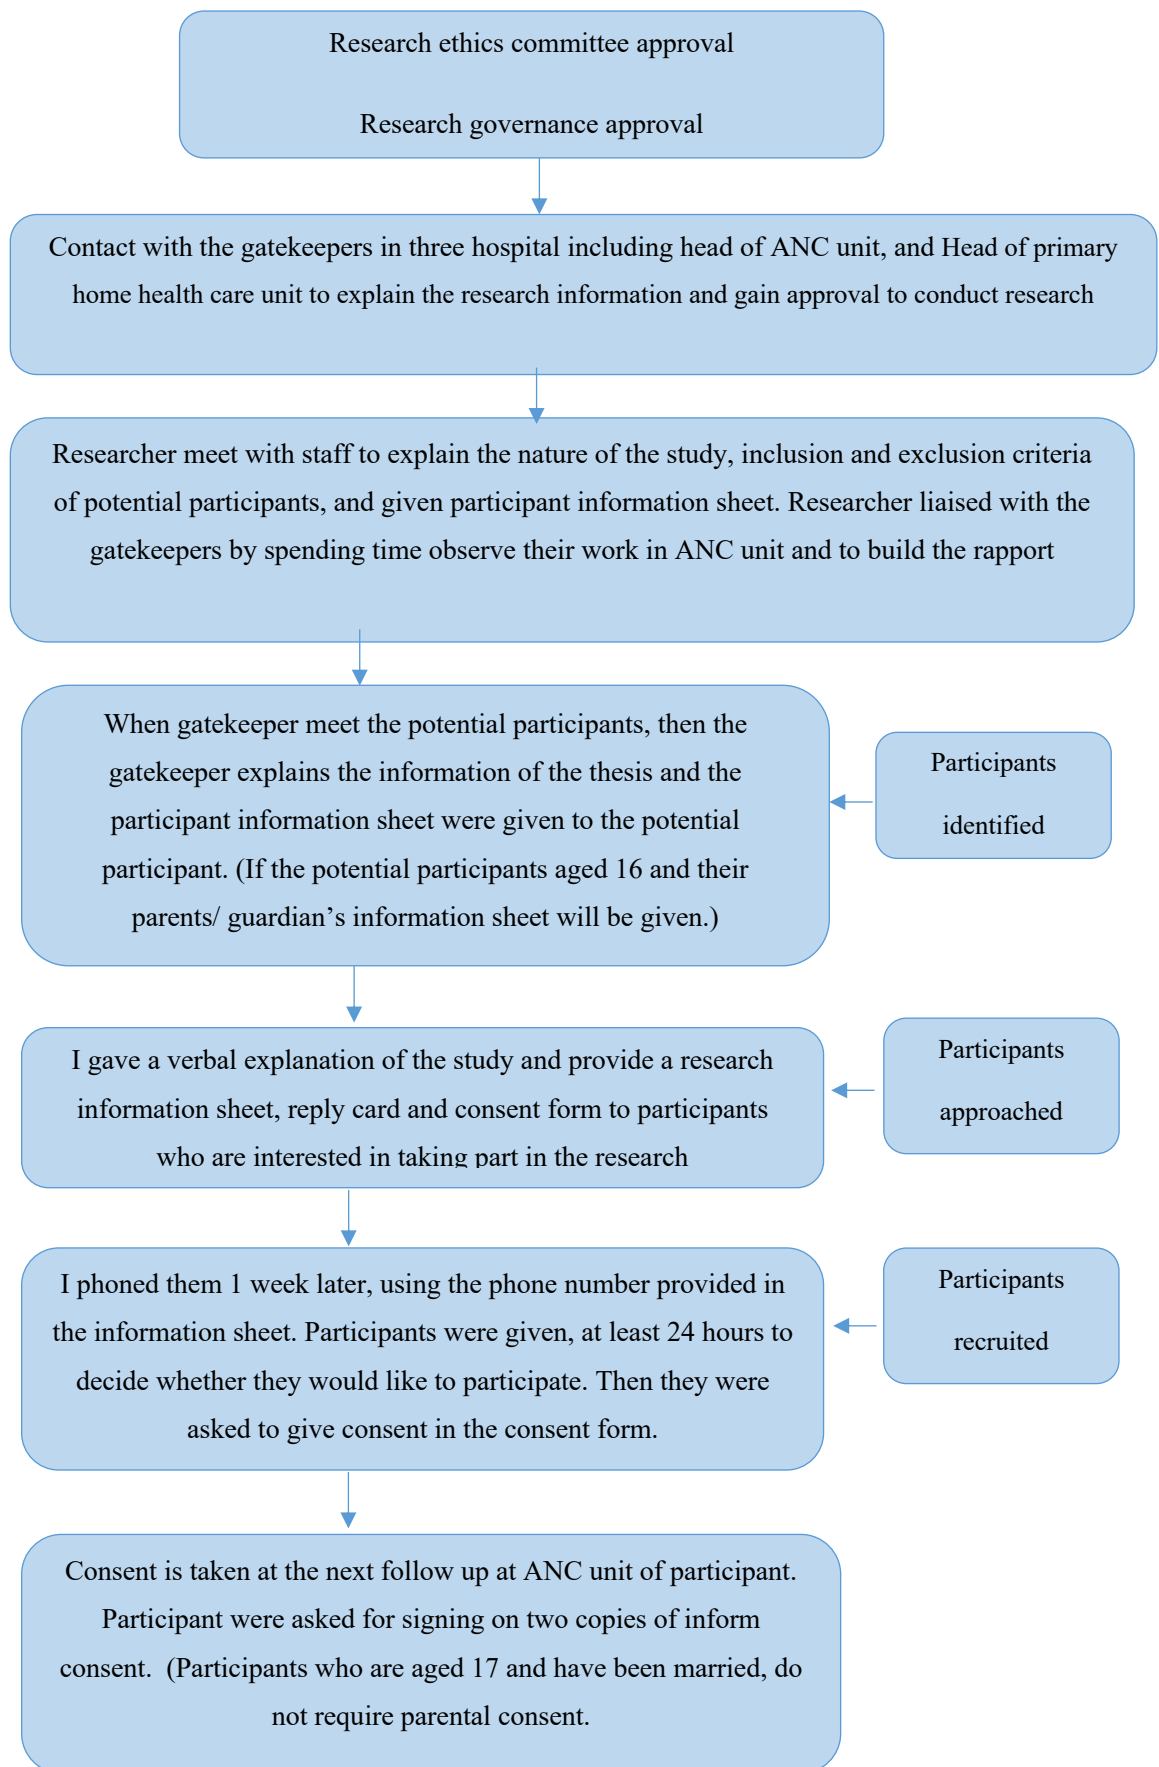 Research ethics committee approval
Research governance approval
Contact with the gatekeepers in three hospital including head of ANC unit, and Head of primary
home health care unit to explain the research information and gain approval to conduct research
Researcher meet with staff to explain the nature of the study, inclusion and exclusion criteria
of potential participants, and given participant information sheet. Researcher liaised with the
gatekeepers by spending time observe their work in ANC unit and to build the rapport
When gatekeeper meet the potential participants, then the
gatekeeper explains the information of the thesis and the
participant information sheet were given to the potential
participant. (If the potential participants aged 16 and their
parents/ guardian’s information sheet will be given.)
Participants
identified
I gave a verbal explanation of the study and provide a research
information sheet, reply card and consent form to participants
who are interested in taking part in the research
Participants
approached
I phoned them 1 week later, using the phone number provided in
the information sheet. Participants were given, at least 24 hours to
decide whether they would like to participate. Then they were
asked to give consent in the consent form.
Participants
recruited
Consent is taken at the next follow up at ANC unit of participant.
Participant were asked for signing on two copies of inform
consent.  (Participants who are aged 17 and have been married, do
not require parental consent.